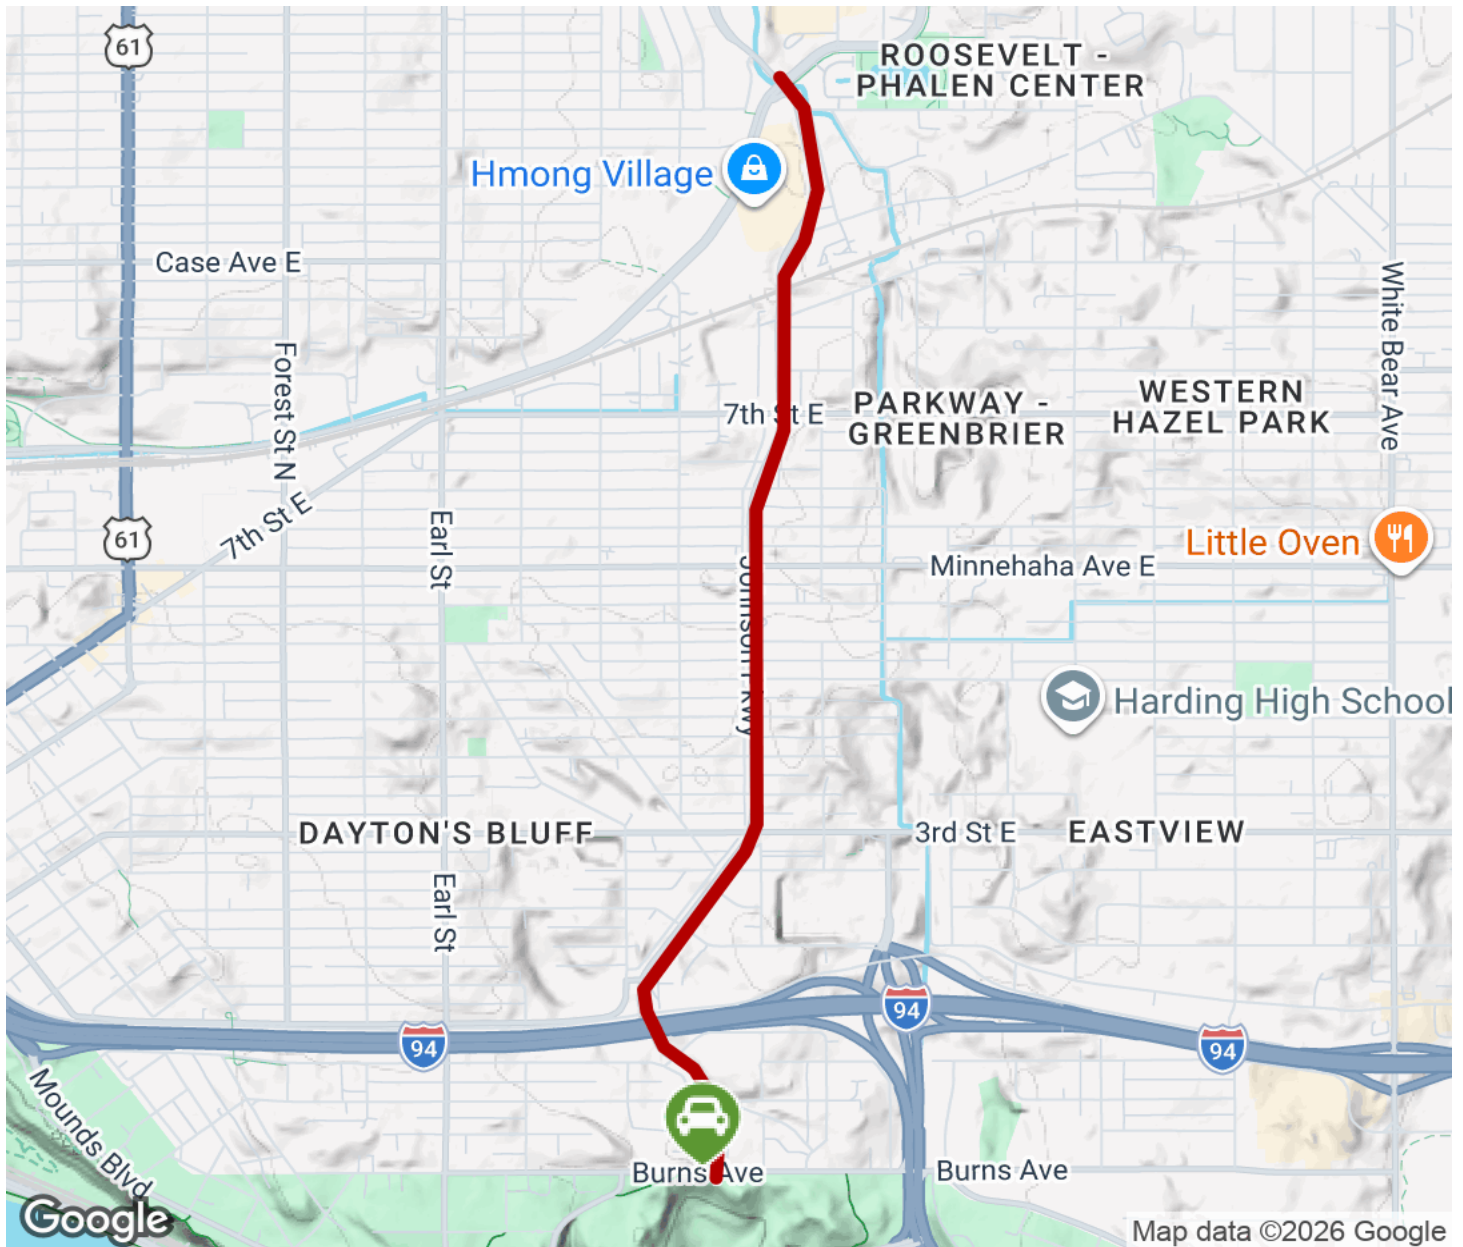 61
ROOSEVELT -
PHALEN CENTER
Hmong Village
Case Ave E
White Bear Ave
Forest St N
WESTERN
HAZEL PARK
PARKWAY -
GREENBRIER
7th St E
7th St E
61
Earl St
Little Oven
Minnehaha Ave E
Johnson Pkwy
Harding High School
DAYTON'S BLUFF
3rd St E
EASTVIEW
Earl St
94
94
94
Mounds Blvd
Burns Ave
Burns Ave
Google
Map data ©2026 Google